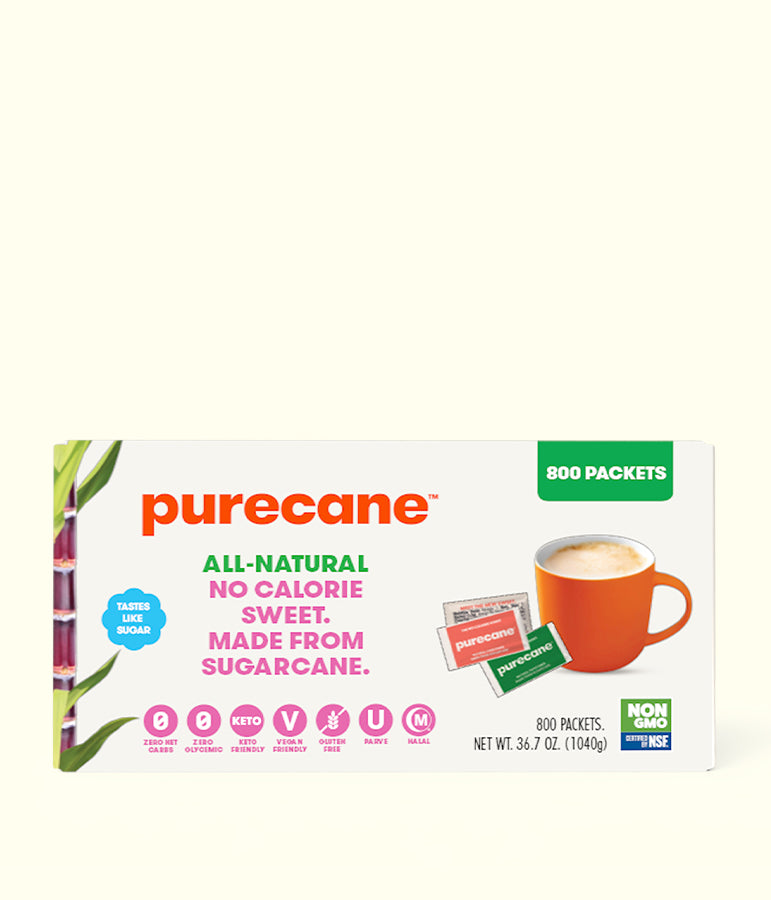 800 PACKETS
purecane™
ALL-NATURAL
NO CALORIE
SWEET.
MADE FROM
SUGARCANE.
TASTES
LIKE
SUGAR
purecane
purecane
0
ZERO NET
CARBS
0
ZERO
GLYCEMIC
KETO
KETO
FRIENDLY
V
VEGAN
FRIENDLY
GLUTEN
FREE
U
PARVE
M
HALAL
800 PACKETS.
NET WT. 36.7 OZ. (1040g)
NON
GMO
CERTIFIED
BY NSF